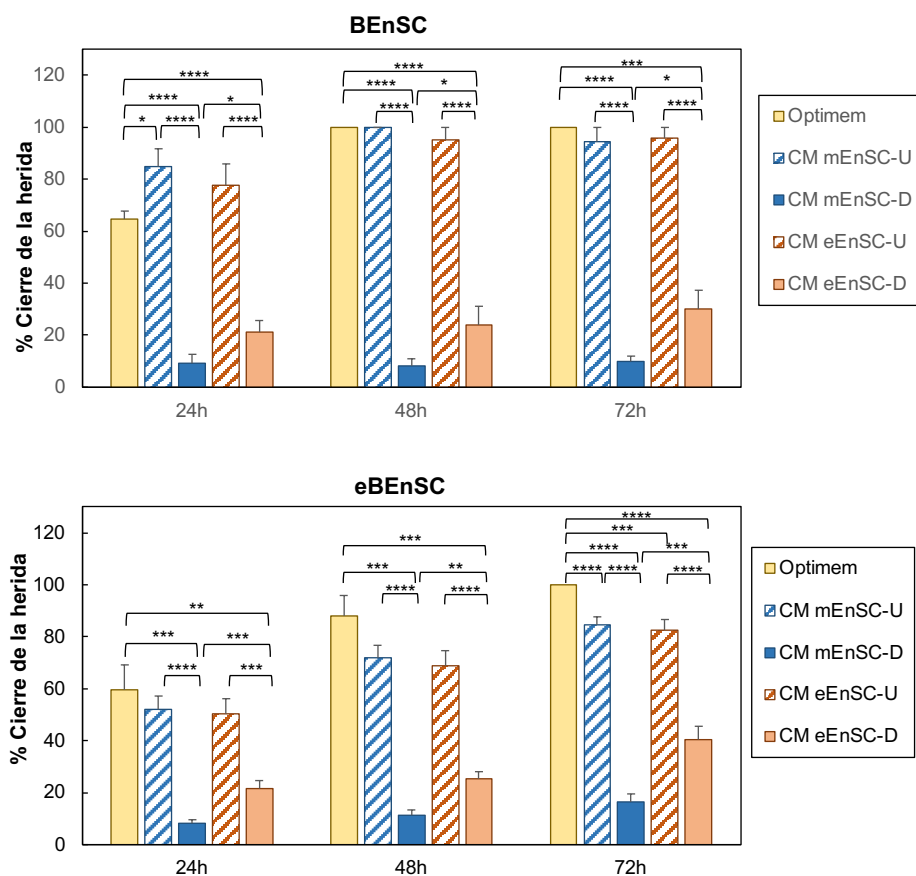 BEnSC
% Cierre de la herida
120
100
80
60
40
20
0
****
****
*
*
****
****
****
****
*
****
****
***
****
*
****
****
24h
48h
72h
Optimem
CM mEnSC-U
CM mEnSC-D
CM eEnSC-U
CM eEnSC-D
eBEnSC
% Cierre de la herida
120
100
80
60
40
20
0
**
***
***
****
***
***
***
**
****
****
****
***
****
***
****
****
****
24h
48h
72h
Optimem
CM mEnSC-U
CM mEnSC-D
CM eEnSC-U
CM eEnSC-D